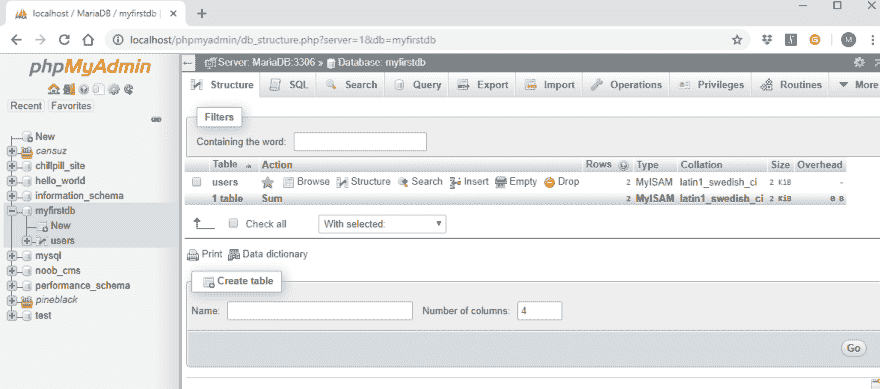 localhost / MariaDB / myfirstdb |
localhost/phpmyadmin/db_structure.php?server=1&db=myfirstdb
M
phpMyAdmin
Recent Favorites
New
cansuz
chillpill_site
hello_world
information_schema
myfirstdb
New
users
mysql
noob_cms
performance_schema
pineblack
test
Server: MariaDB:3306 » Database: myfirstdb
Structure SQL Search Query Export Import Operations Privileges Routines More
Filters
Containing the word:
Table Action Rows Type Collation Size Overhead
users Browse Structure Search Insert Empty Drop 2 MyISAM latin1_swedish_ci 2 KiB -
1 table Sum 2 MyISAM latin1_swedish_ci 2 KiB 0 B
Check all With selected:
Print Data dictionary
Create table
Name: Number of columns: 4
Go